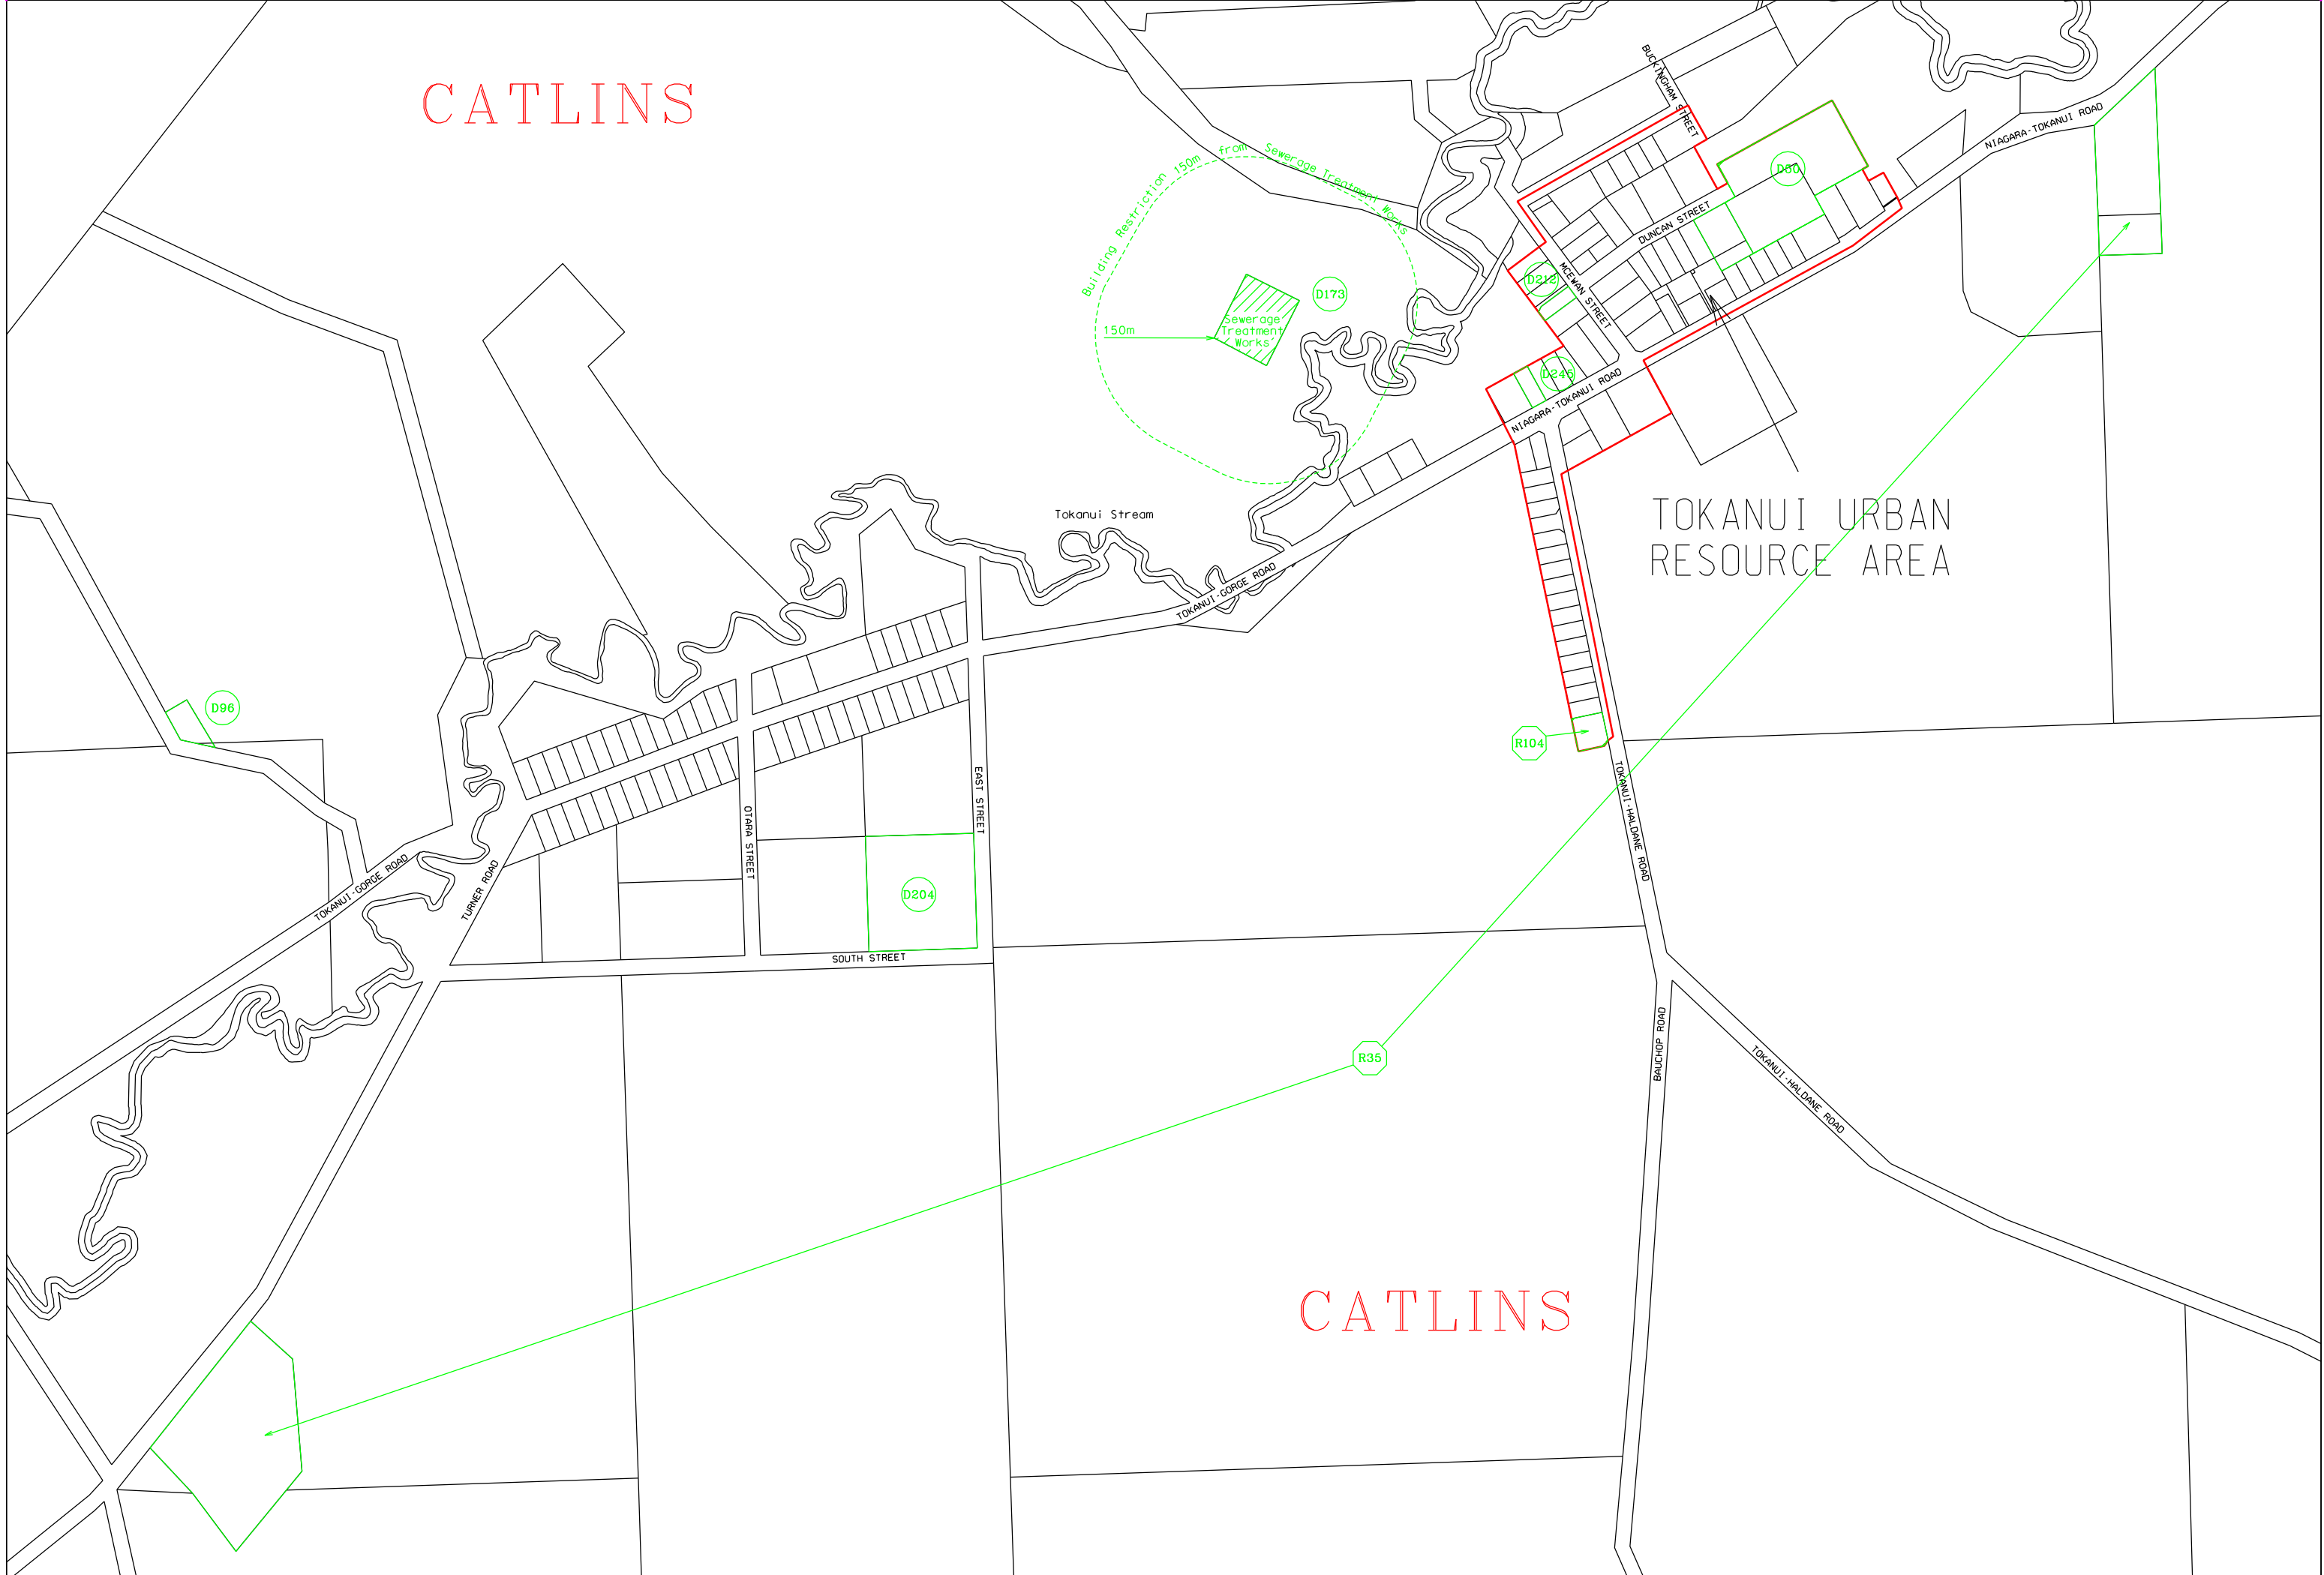 CATLINS
BUCKINGHAM STREET
NIAGARA-TOKANUI ROAD
Building Restriction 150m from Sewerage Treatment Works
DUNCAN STREET
MCEWAN STREET
D212
D173
150m
Sewerage
Treatment
Works
D245
NIAGARA-TOKANUI ROAD
TOKANUI URBAN
RESOURCE AREA
Tokanui Stream
TOKANUI-GORGE ROAD
D96
R104
EAST STREET
OTARA STREET
TOKANUI-HALDANE ROAD
TURNER ROAD
TOKANUI-GORGE ROAD
D204
SOUTH STREET
R35
BAUCHOP ROAD
TOKANUI-HALDANE ROAD
CATLINS